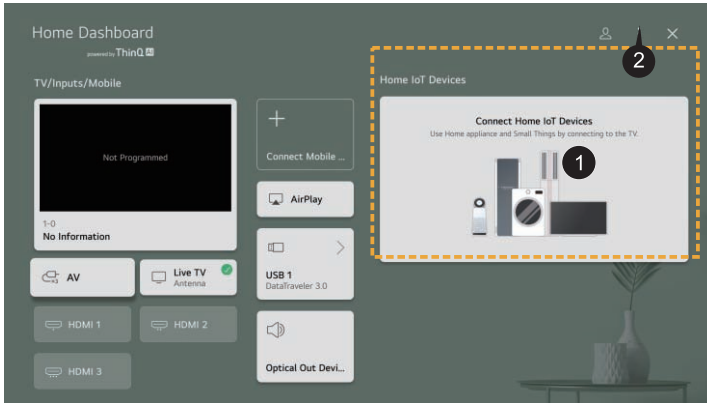 Home Dashboard
powered by ThinQ AI
2
TV/Inputs/Mobile
Home IoT Devices
Not Programmed
1-0
No Information
Connect Mobile ...
AirPlay
Connect Home IoT Devices
Use Home appliance and Small Things by connecting to the TV.
1
AV
Live TV
Antenna
USB 1
DataTraveler 3.0
HDMI 1
HDMI 2
HDMI 3
Optical Out Devi...